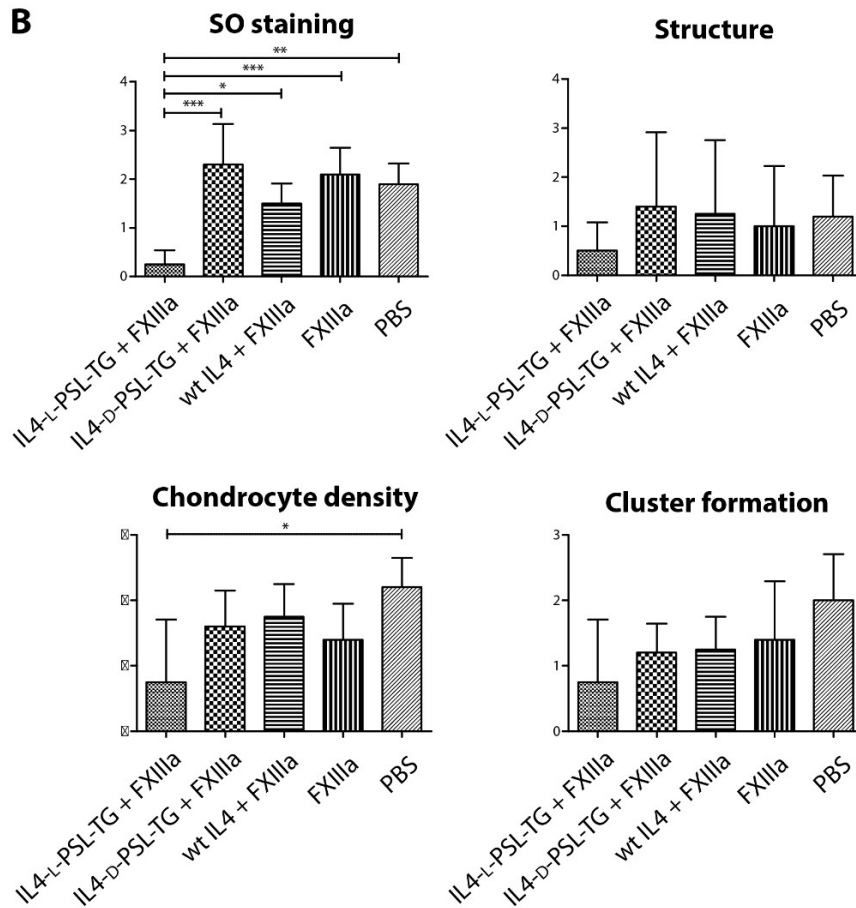 B
SO staining
**
***
*
***
4
3
2
1
0
IL4-L-PSL-TG + FXIIIa
IL4-D-PSL-TG + FXIIIa
wt IL4 + FXIIIa
FXIIIa
PBS
Structure
4
3
2
1
0
IL4-L-PSL-TG + FXIIIa
IL4-D-PSL-TG + FXIIIa
wt IL4 + FXIIIa
FXIIIa
PBS
Chondrocyte density
*
IL4-L-PSL-TG + FXIIIa
IL4-D-PSL-TG + FXIIIa
wt IL4 + FXIIIa
FXIIIa
PBS
Cluster formation
3
2
1
0
IL4-L-PSL-TG + FXIIIa
IL4-D-PSL-TG + FXIIIa
wt IL4 + FXIIIa
FXIIIa
PBS